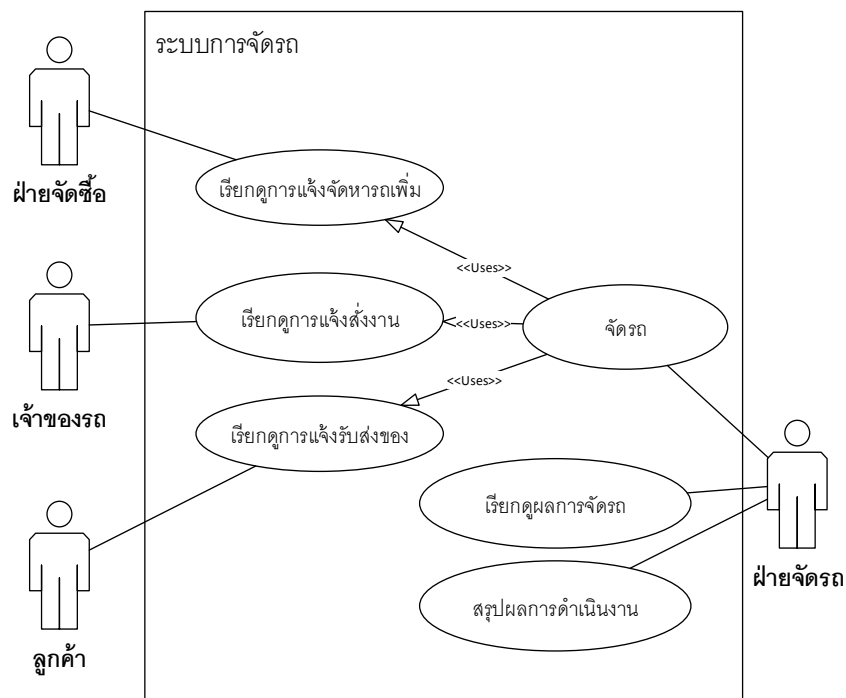 ระบบการจัดรถ
ฝ่ายจัดซื้อ
เรียกดูการแจ้งจัดหารถเพิ่ม
<<Uses>>
เรียกดูการแจ้งสั่งงาน
<<Uses>>
จัดรถ
เจ้าของรถ
<<Uses>>
เรียกดูการแจ้งรับส่งของ
เรียกดูผลการจัดรถ
ฝ่ายจัดรถ
สรุปผลการดำเนินงาน
ลูกค้า